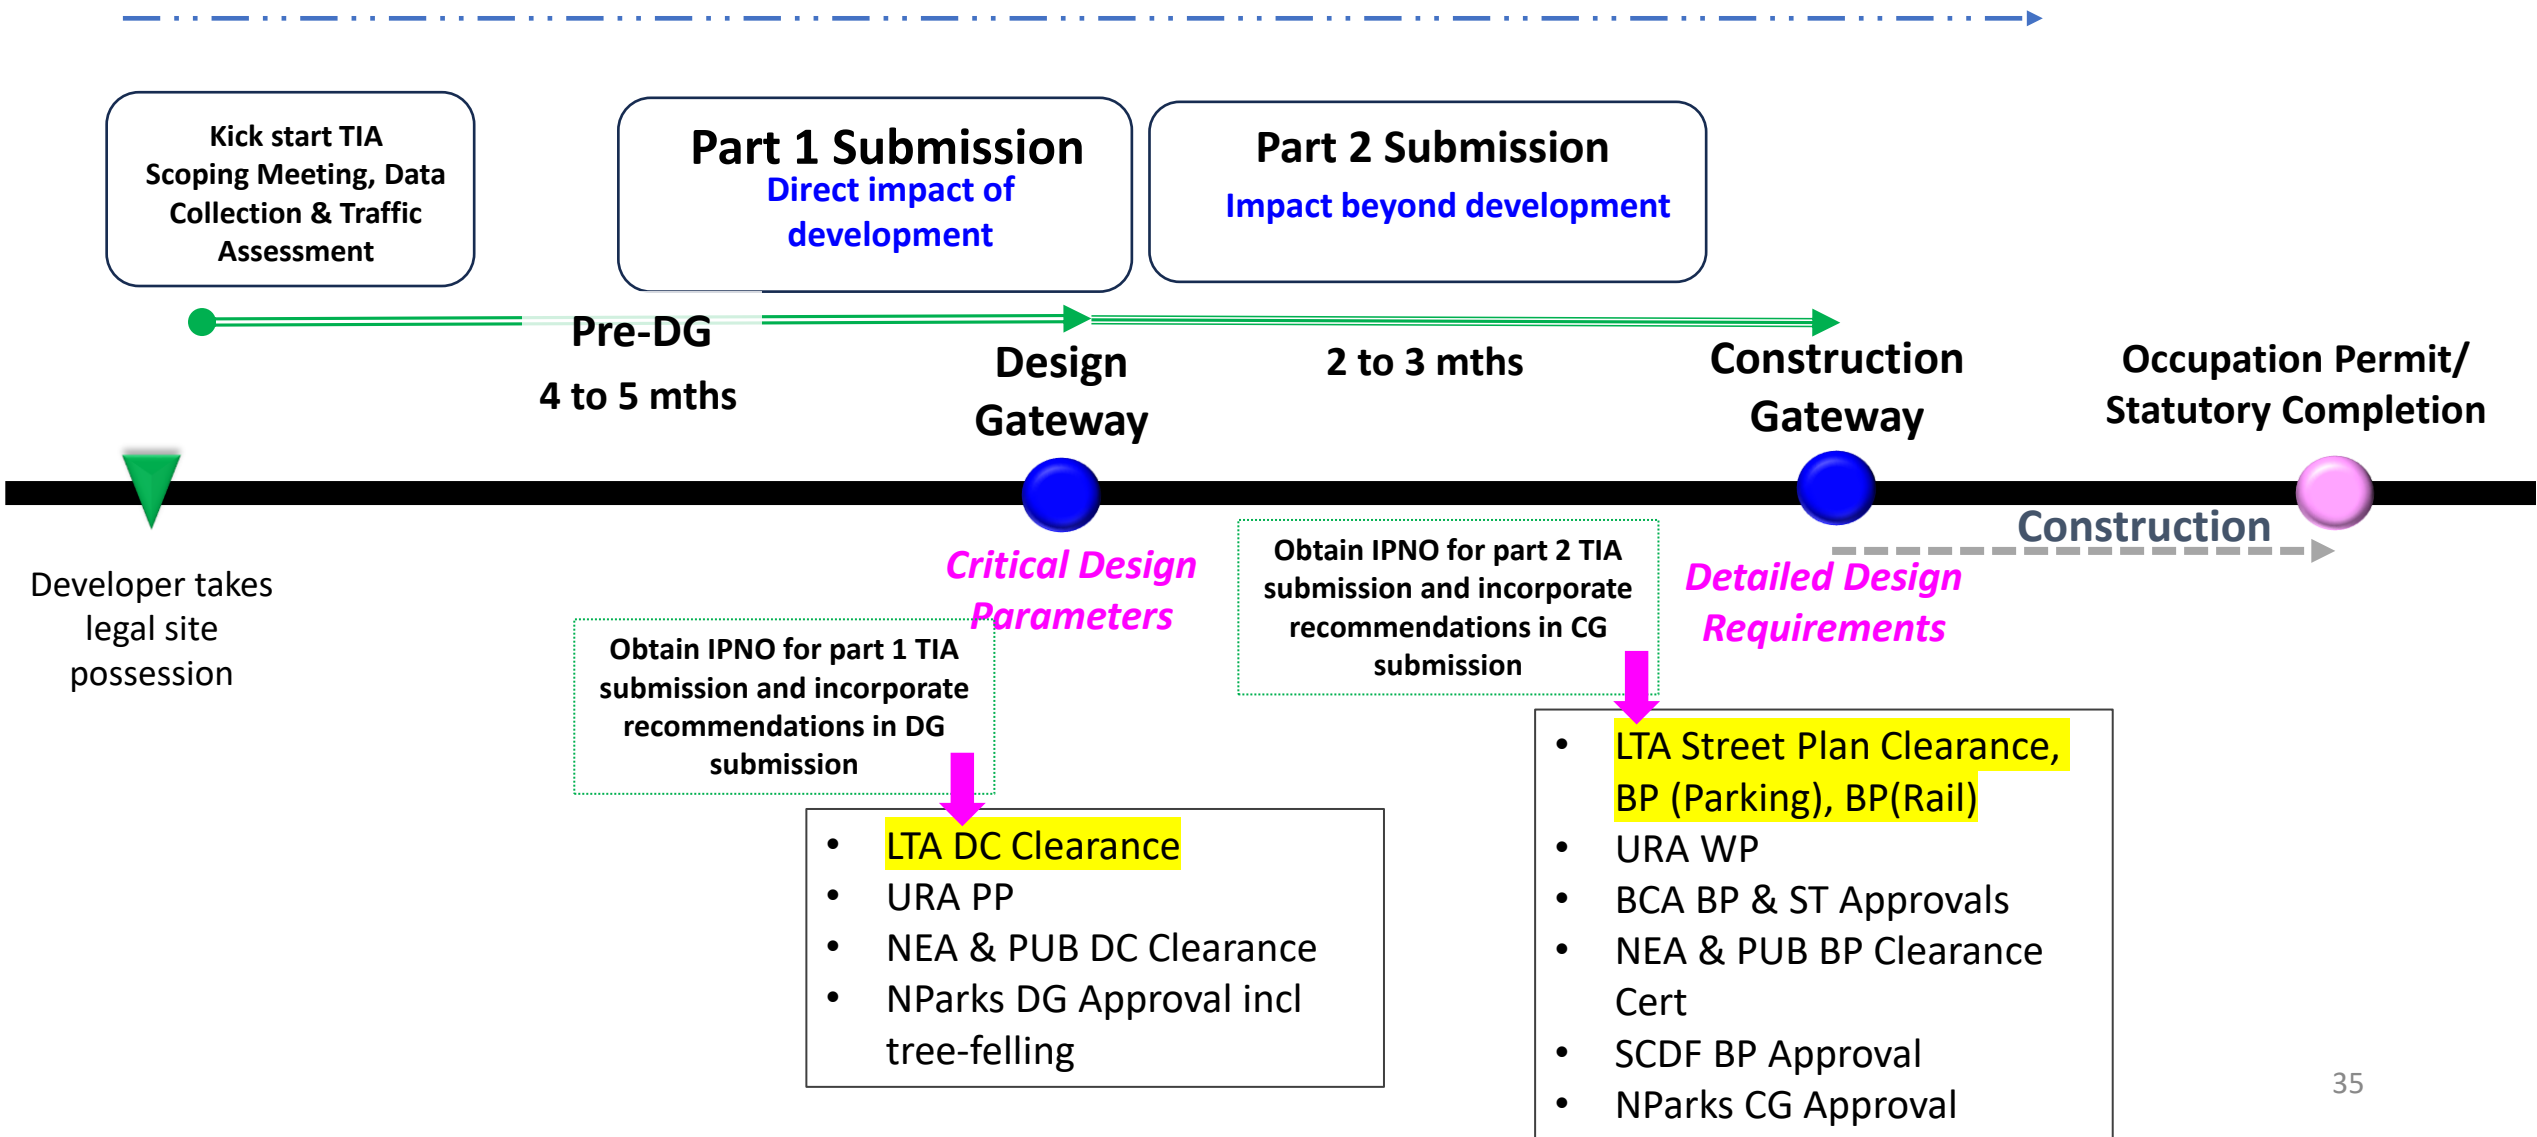 Kick start TIA
Scoping Meeting, Data
Collection & Traffic
Assessment
Part 1 Submission
Direct impact of
development
Part 2 Submission
Impact beyond development
Pre-DG
4 to 5 mths
Design
Gateway
2 to 3 mths
Construction
Gateway
Occupation Permit/
Statutory Completion
Developer takes
legal site
possession
Critical Design
Parameters
Construction
Detailed Design
Requirements
Obtain IPNO for part 1 TIA
submission and incorporate
recommendations in DG
submission
Obtain IPNO for part 2 TIA
submission and incorporate
recommendations in CG
submission
• LTA DC Clearance
• URA PP
• NEA & PUB DC Clearance
• NParks DG Approval incl
tree-felling
• LTA Street Plan Clearance,
BP (Parking), BP(Rail)
• URA WP
• BCA BP & ST Approvals
• NEA & PUB BP Clearance
Cert
• SCDF BP Approval
• NParks CG Approval
35